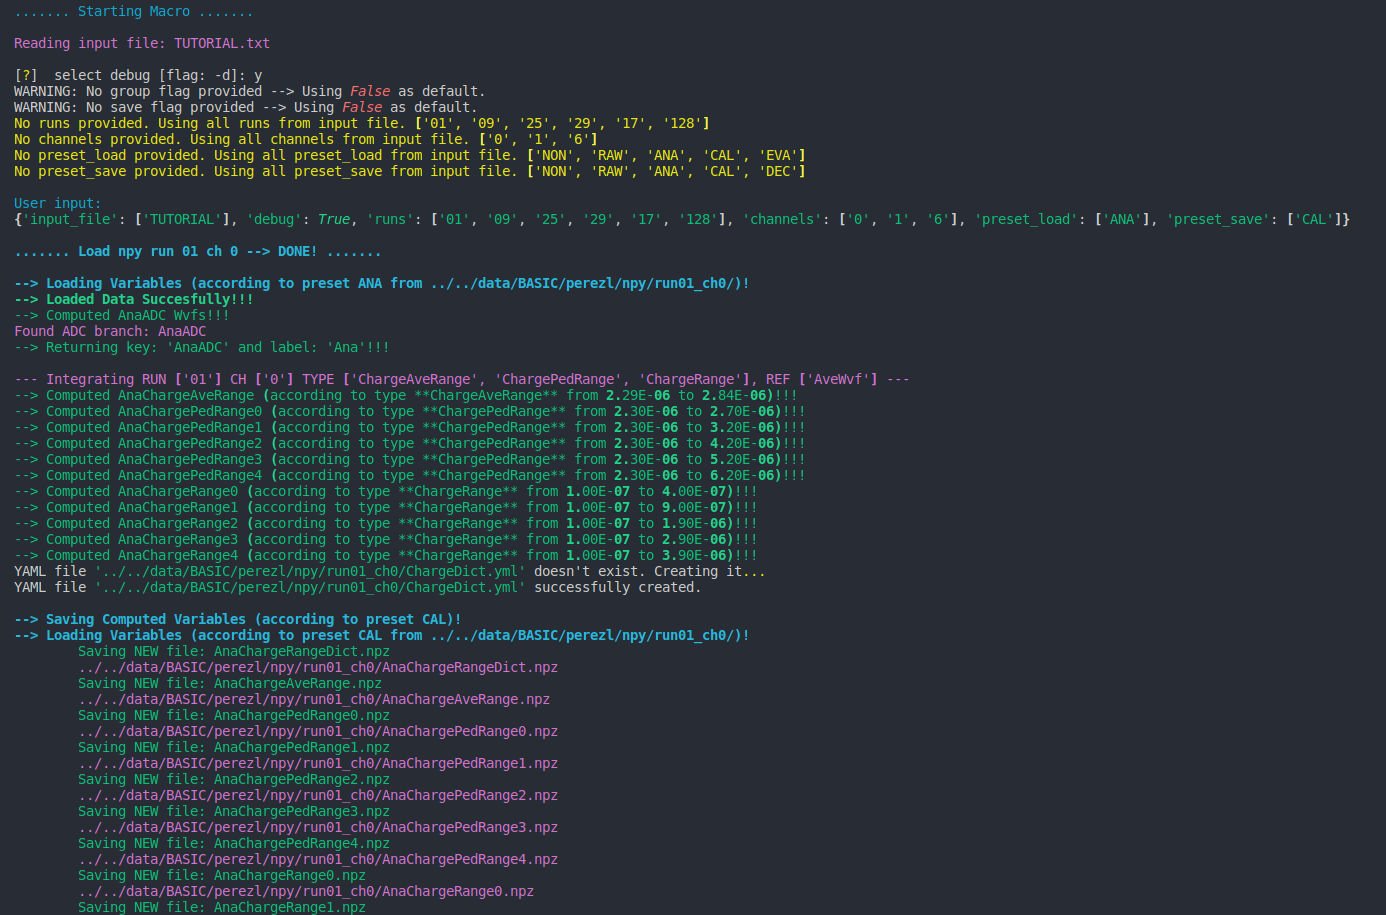 ....... Starting Macro .......
Reading input file: TUTORIAL.txt
[?]  select debug [flag: -d]: y
WARNING: No group flag provided --> Using False as default.
WARNING: No save flag provided --> Using False as default.
No runs provided. Using all runs from input file. ['01', '09', '25', '29', '17', '128']
No channels provided. Using all channels from input file. ['0', '1', '6']
No preset_load provided. Using all preset_load from input file. ['NON', 'RAW', 'ANA', 'CAL', 'EVA']
No preset_save provided. Using all preset_save from input file. ['NON', 'RAW', 'ANA', 'CAL', 'DEC']
User input:
{'input_file': ['TUTORIAL'], 'debug': True, 'runs': ['01', '09', '25', '29', '17', '128'], 'channels': ['0', '1', '6'], 'preset_load': ['ANA'], 'preset_save': ['CAL']}
....... Load npy run 01 ch 0 --> DONE! .......
--> Loading Variables (according to preset ANA from ../../data/BASIC/perezl/npy/run01_ch0/)!
--> Loaded Data Succesfully!!!
--> Computed AnaADC Wvfs!!!
Found ADC branch: AnaADC
--> Returning key: 'AnaADC' and label: 'Ana'!!!
--- Integrating RUN ['01'] CH ['0'] TYPE ['ChargeAveRange', 'ChargePedRange', 'ChargeRange'], REF ['AveWvf'] ---
--> Computed AnaChargeAveRange (according to type **ChargeAveRange** from 2.29E-06 to 2.84E-06)!!!
--> Computed AnaChargePedRange0 (according to type **ChargePedRange** from 2.30E-06 to 2.70E-06)!!!
--> Computed AnaChargePedRange1 (according to type **ChargePedRange** from 2.30E-06 to 3.20E-06)!!!
--> Computed AnaChargePedRange2 (according to type **ChargePedRange** from 2.30E-06 to 4.20E-06)!!!
--> Computed AnaChargePedRange3 (according to type **ChargePedRange** from 2.30E-06 to 5.20E-06)!!!
--> Computed AnaChargePedRange4 (according to type **ChargePedRange** from 2.30E-06 to 6.20E-06)!!!
--> Computed AnaChargeRange0 (according to type **ChargeRange** from 1.00E-07 to 4.00E-07)!!!
--> Computed AnaChargeRange1 (according to type **ChargeRange** from 1.00E-07 to 9.00E-07)!!!
--> Computed AnaChargeRange2 (according to type **ChargeRange** from 1.00E-07 to 1.90E-06)!!!
--> Computed AnaChargeRange3 (according to type **ChargeRange** from 1.00E-07 to 2.90E-06)!!!
--> Computed AnaChargeRange4 (according to type **ChargeRange** from 1.00E-07 to 3.90E-06)!!!
YAML file '../../data/BASIC/perezl/npy/run01_ch0/ChargeDict.yml' doesn't exist. Creating it...
YAML file '../../data/BASIC/perezl/npy/run01_ch0/ChargeDict.yml' successfully created.
--> Saving Computed Variables (according to preset CAL)!
--> Loading Variables (according to preset CAL from ../../data/BASIC/perezl/npy/run01_ch0/)!
Saving NEW file: AnaChargeRangeDict.npz
../../data/BASIC/perezl/npy/run01_ch0/AnaChargeRangeDict.npz
Saving NEW file: AnaChargeAveRange.npz
../../data/BASIC/perezl/npy/run01_ch0/AnaChargeAveRange.npz
Saving NEW file: AnaChargePedRange0.npz
../../data/BASIC/perezl/npy/run01_ch0/AnaChargePedRange0.npz
Saving NEW file: AnaChargePedRange1.npz
../../data/BASIC/perezl/npy/run01_ch0/AnaChargePedRange1.npz
Saving NEW file: AnaChargePedRange2.npz
../../data/BASIC/perezl/npy/run01_ch0/AnaChargePedRange2.npz
Saving NEW file: AnaChargePedRange3.npz
../../data/BASIC/perezl/npy/run01_ch0/AnaChargePedRange3.npz
Saving NEW file: AnaChargePedRange4.npz
../../data/BASIC/perezl/npy/run01_ch0/AnaChargePedRange4.npz
Saving NEW file: AnaChargeRange0.npz
../../data/BASIC/perezl/npy/run01_ch0/AnaChargeRange0.npz
Saving NEW file: AnaChargeRange1.npz